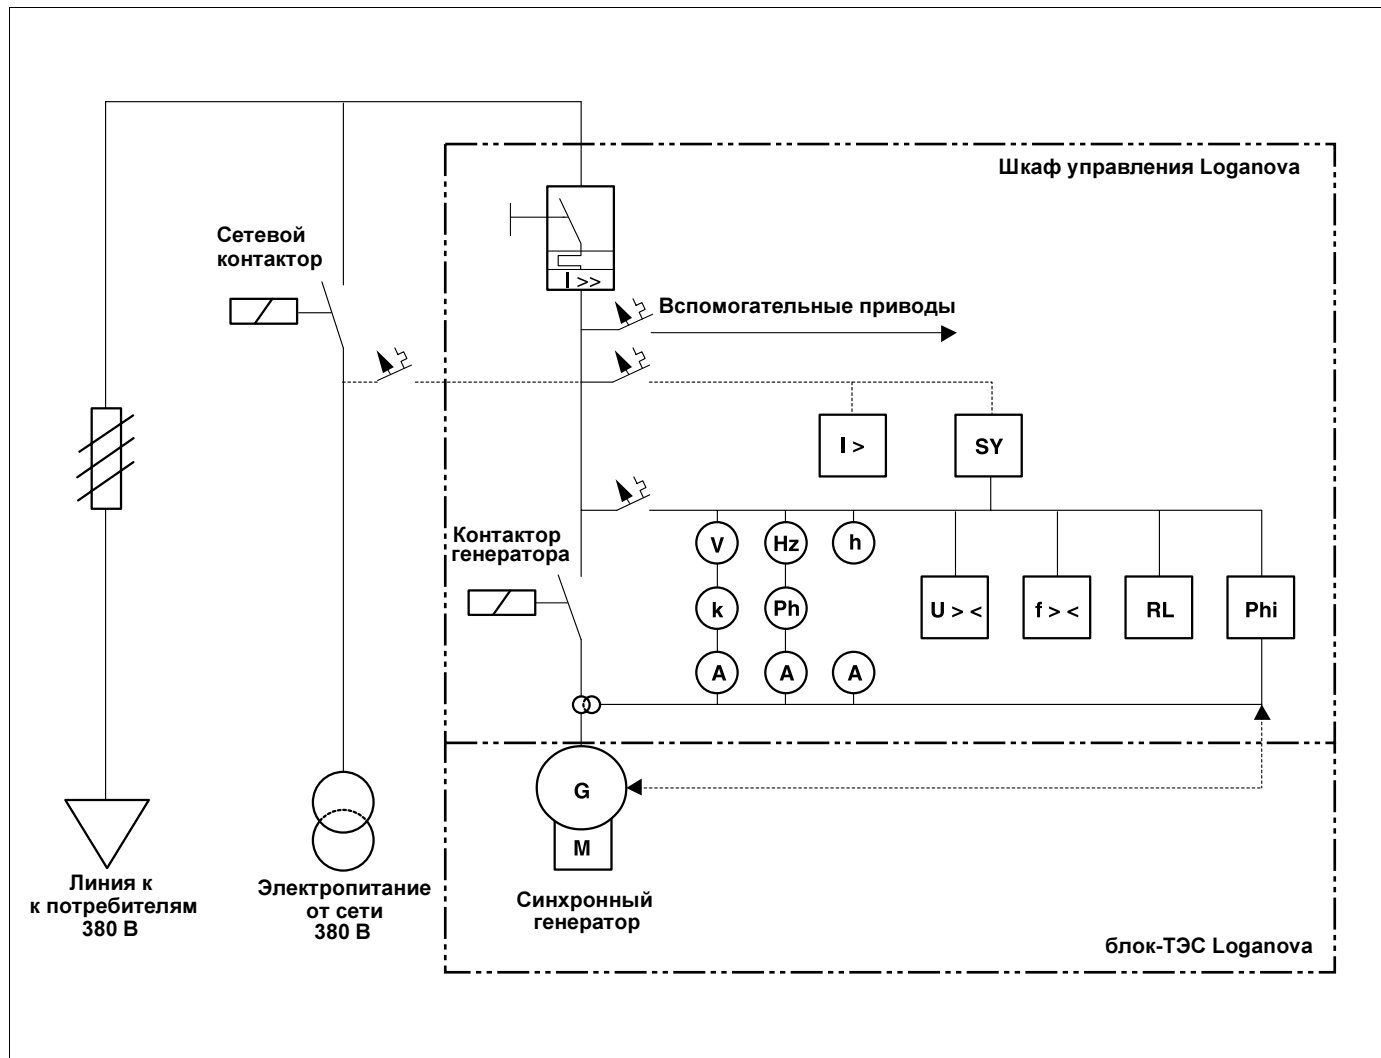 Шкаф управления Loganova
Сетевой
контактор
I >>
Вспомогательные приводы
I >
SY
Контактор
генератора
V
Hz
h
k
Ph
U > <
f > <
RL
Phi
A
A
A
G
M
Линия к
к потребителям
380 В
Электропитание
от сети
380 В
Синхронный
генератор
блок-ТЭС Loganova